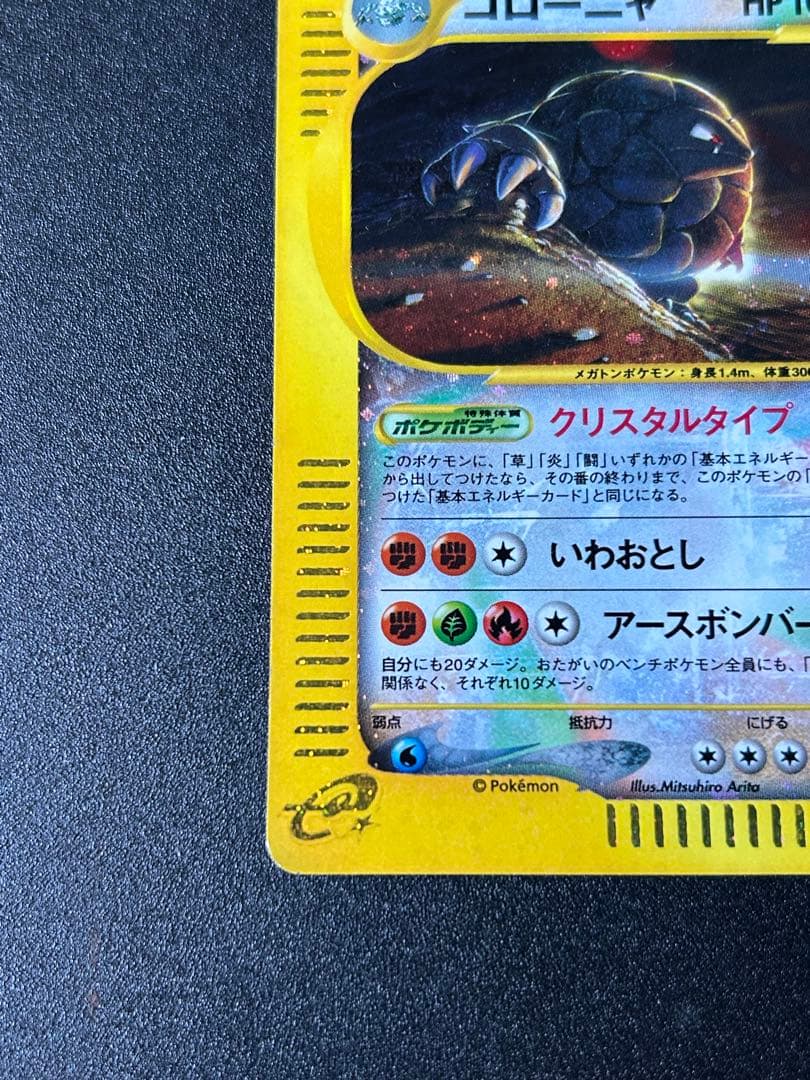 ゴローニャ HP
メガトンポケモン：身長1.4m、体重300
特殊体質
ポケボディー クリスタルタイプ
このポケモンに、「草」「炎」「闘」いずれかの「基本エネルギー
から出してつけたなら、その番の終わりまで、このポケモンの「
つけた「基本エネルギーカード」と同じになる。
いわおとし
アースボンバー
自分にも20ダメージ。おたがいのベンチポケモン全員にも、「
関係なく、それぞれ10ダメージ。
弱点 抵抗力 にげる
© Pokémon Illus.Mitsuhiro Arita
e